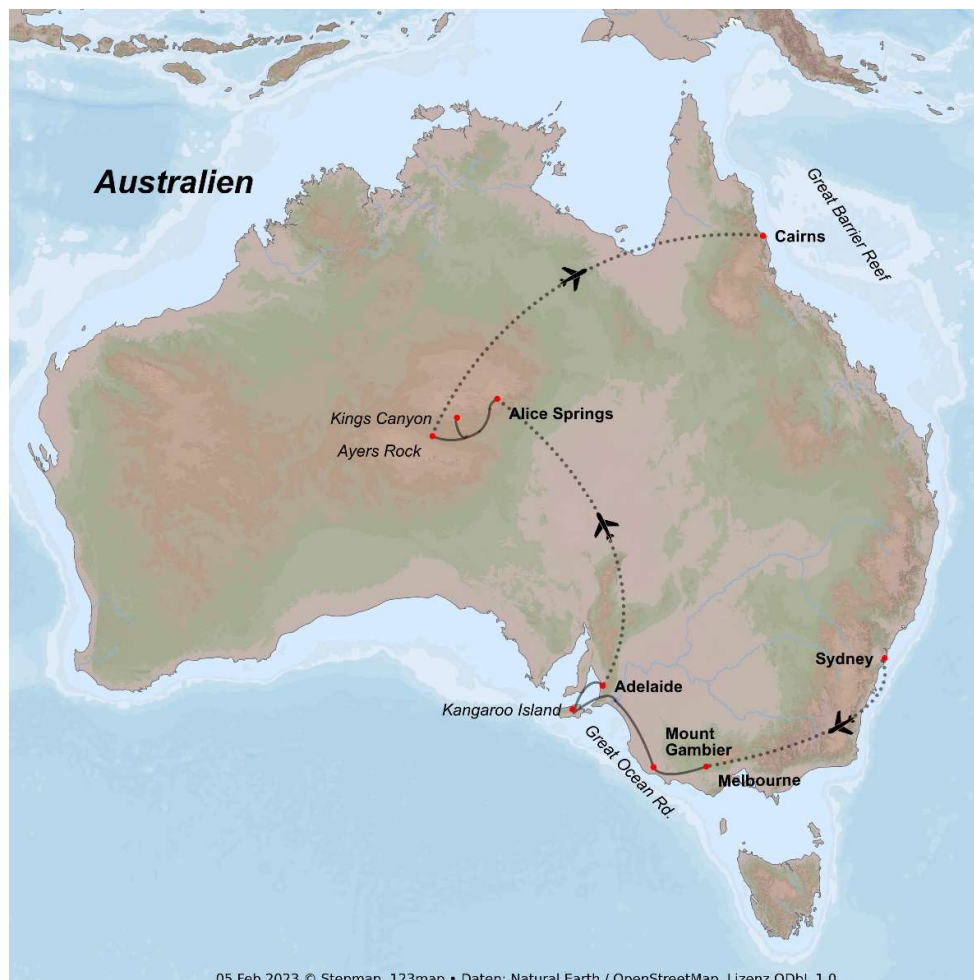 Australien
Great Barrier Reef
Cairns
Kings Canyon
Alice Springs
Ayers Rock
Sydney
Adelaide
Kangaroo Island
Mount
Gambier
Great Ocean Rd.
Melbourne
05 Feb 2023 © Stepmap, 123map • Daten: Natural Earth / OpenStreetMap, Lizenz ODbL 1.0